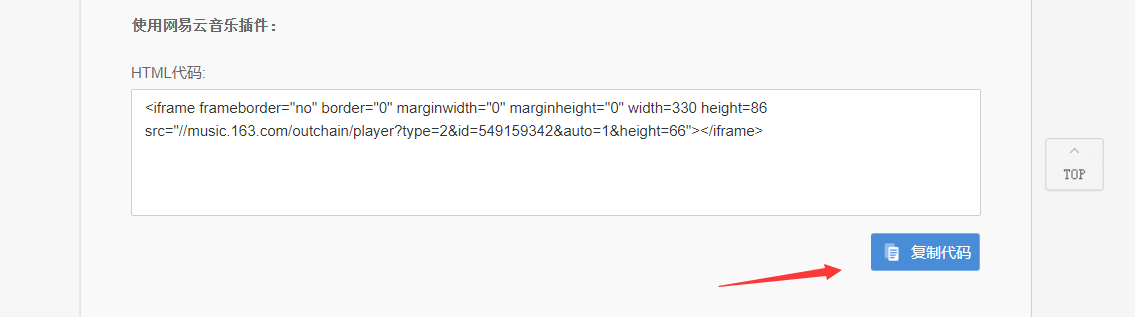 使用网易云音乐插件：
HTML代码:
<iframe frameborder="no" border="0" marginwidth="0" marginheight="0" width=330 height=86
src="//music.163.com/outchain/player?type=2&id=549159342&auto=1&height=66"></iframe>
TOP
复制代码